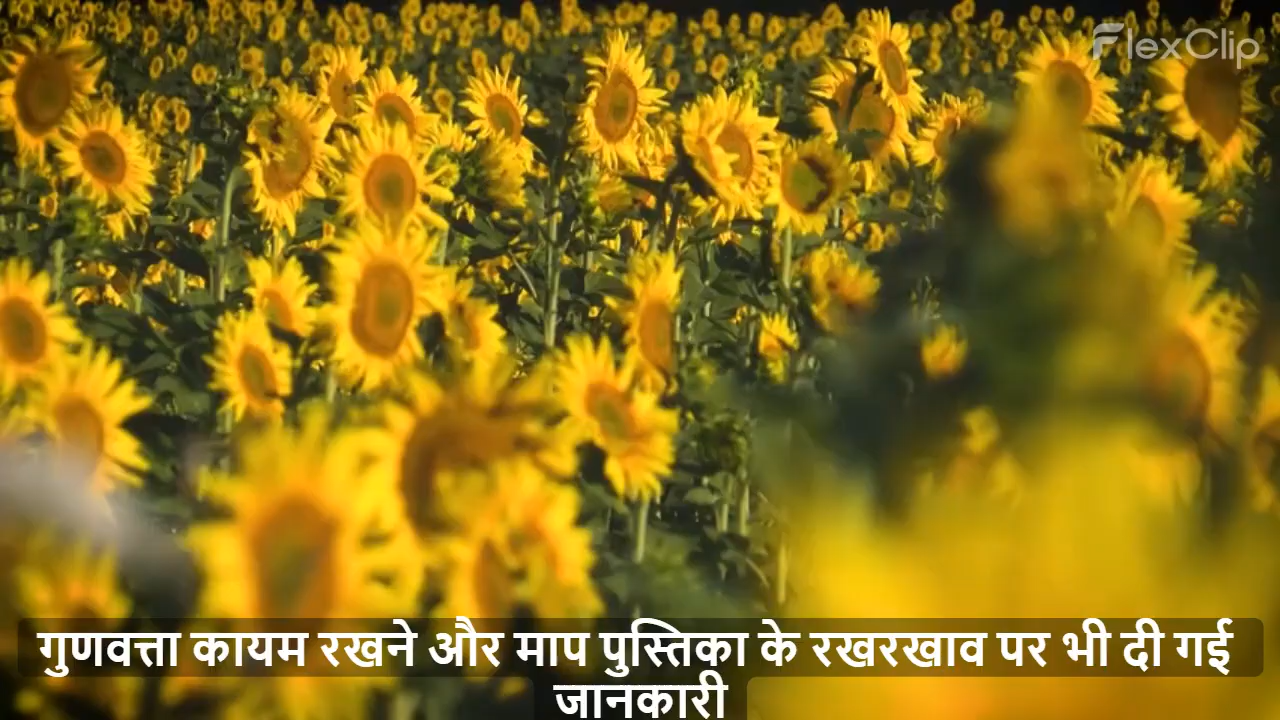 FlexClip
गुणवत्ता कायम रखने और माप पुस्तिका के रखरखाव पर भी दी गई
जानकारी